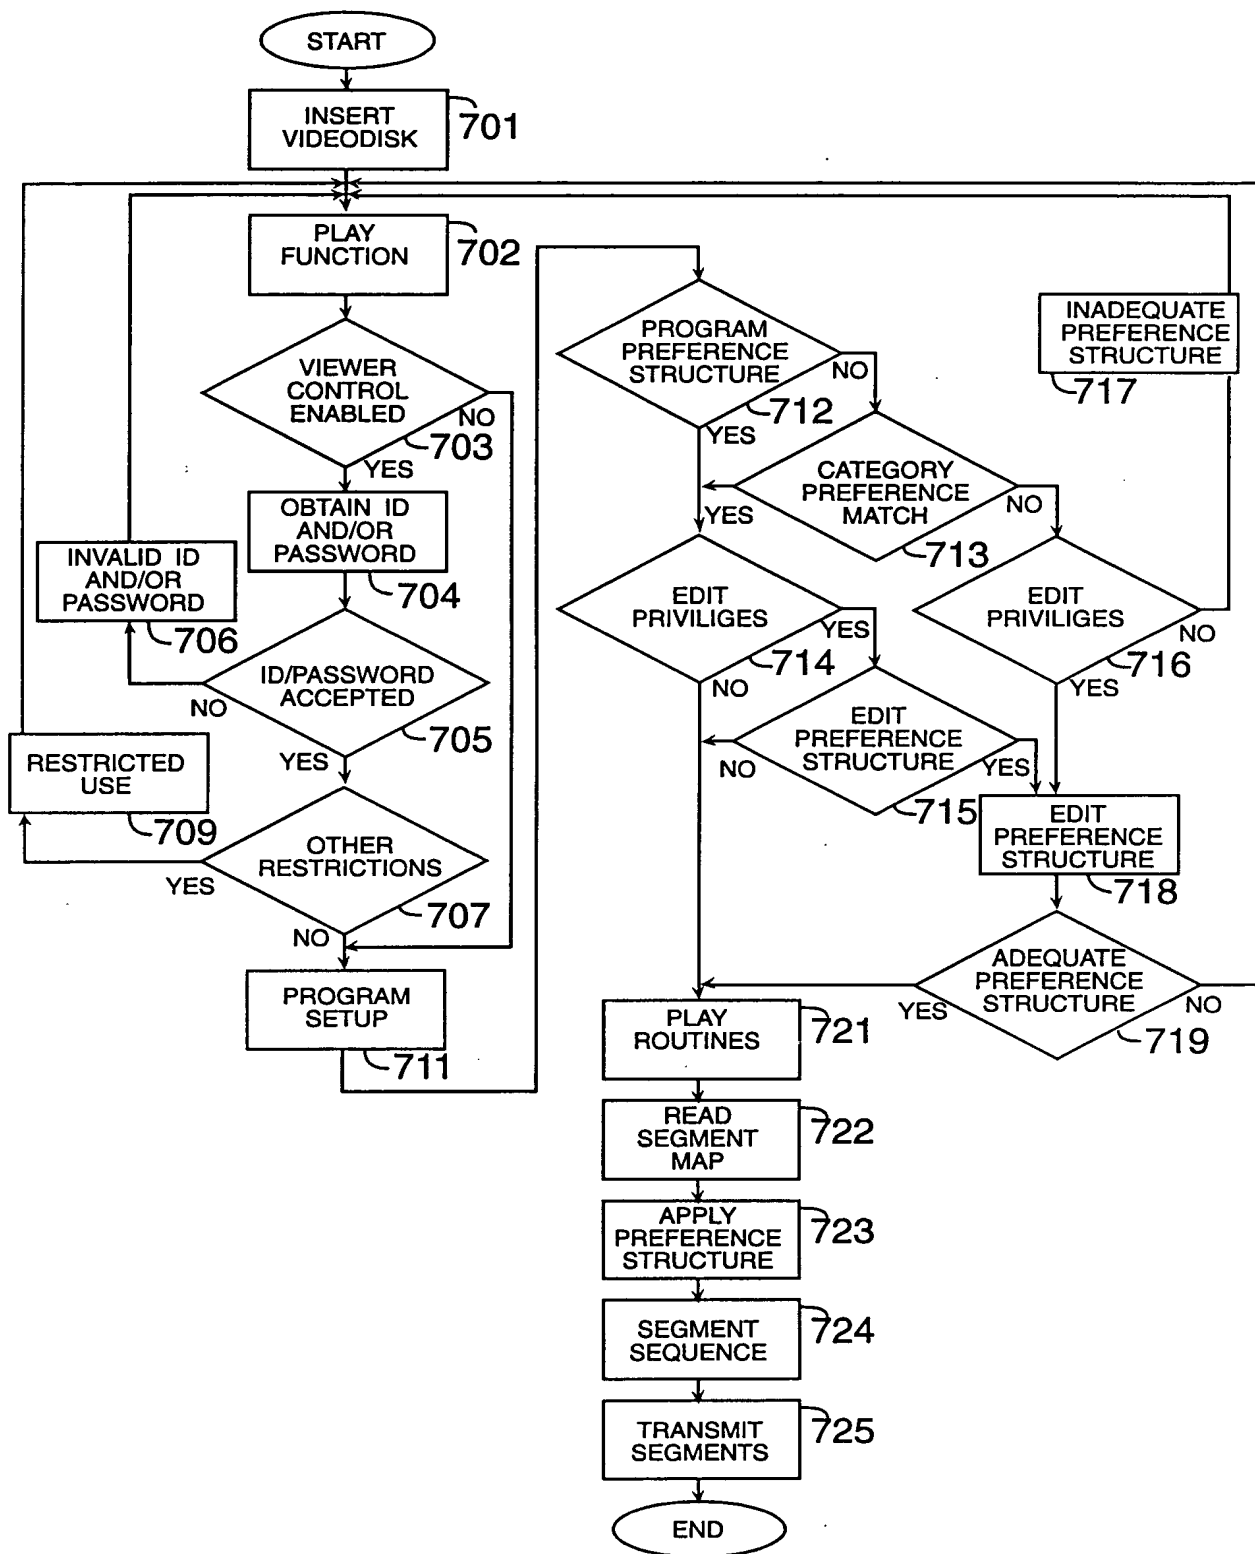 START
INSERT
VIDEODISK
701
PLAY
FUNCTION
702
VIEWER
CONTROL
ENABLED
NO
703
YES
OBTAIN ID
AND/OR
PASSWORD
704
INVALID ID
AND/OR
PASSWORD
706
ID/PASSWORD
ACCEPTED
NO
705
YES
RESTRICTED
USE
709
OTHER
RESTRICTIONS
YES
707
NO
PROGRAM
SETUP
711
PROGRAM
PREFERENCE
STRUCTURE
NO
712
YES
CATEGORY
PREFERENCE
MATCH
NO
YES
713
INADEQUATE
PREFERENCE
STRUCTURE
717
EDIT
PRIVILIGES
YES
714
NO
EDIT
PRIVILIGES
NO
716
YES
EDIT
PREFERENCE
STRUCTURE
NO
YES
715
EDIT
PREFERENCE
STRUCTURE
718
ADEQUATE
PREFERENCE
STRUCTURE
YES
NO
719
PLAY
ROUTINES
721
READ
SEGMENT
MAP
722
APPLY
PREFERENCE
STRUCTURE
723
SEGMENT
SEQUENCE
724
TRANSMIT
SEGMENTS
725
END